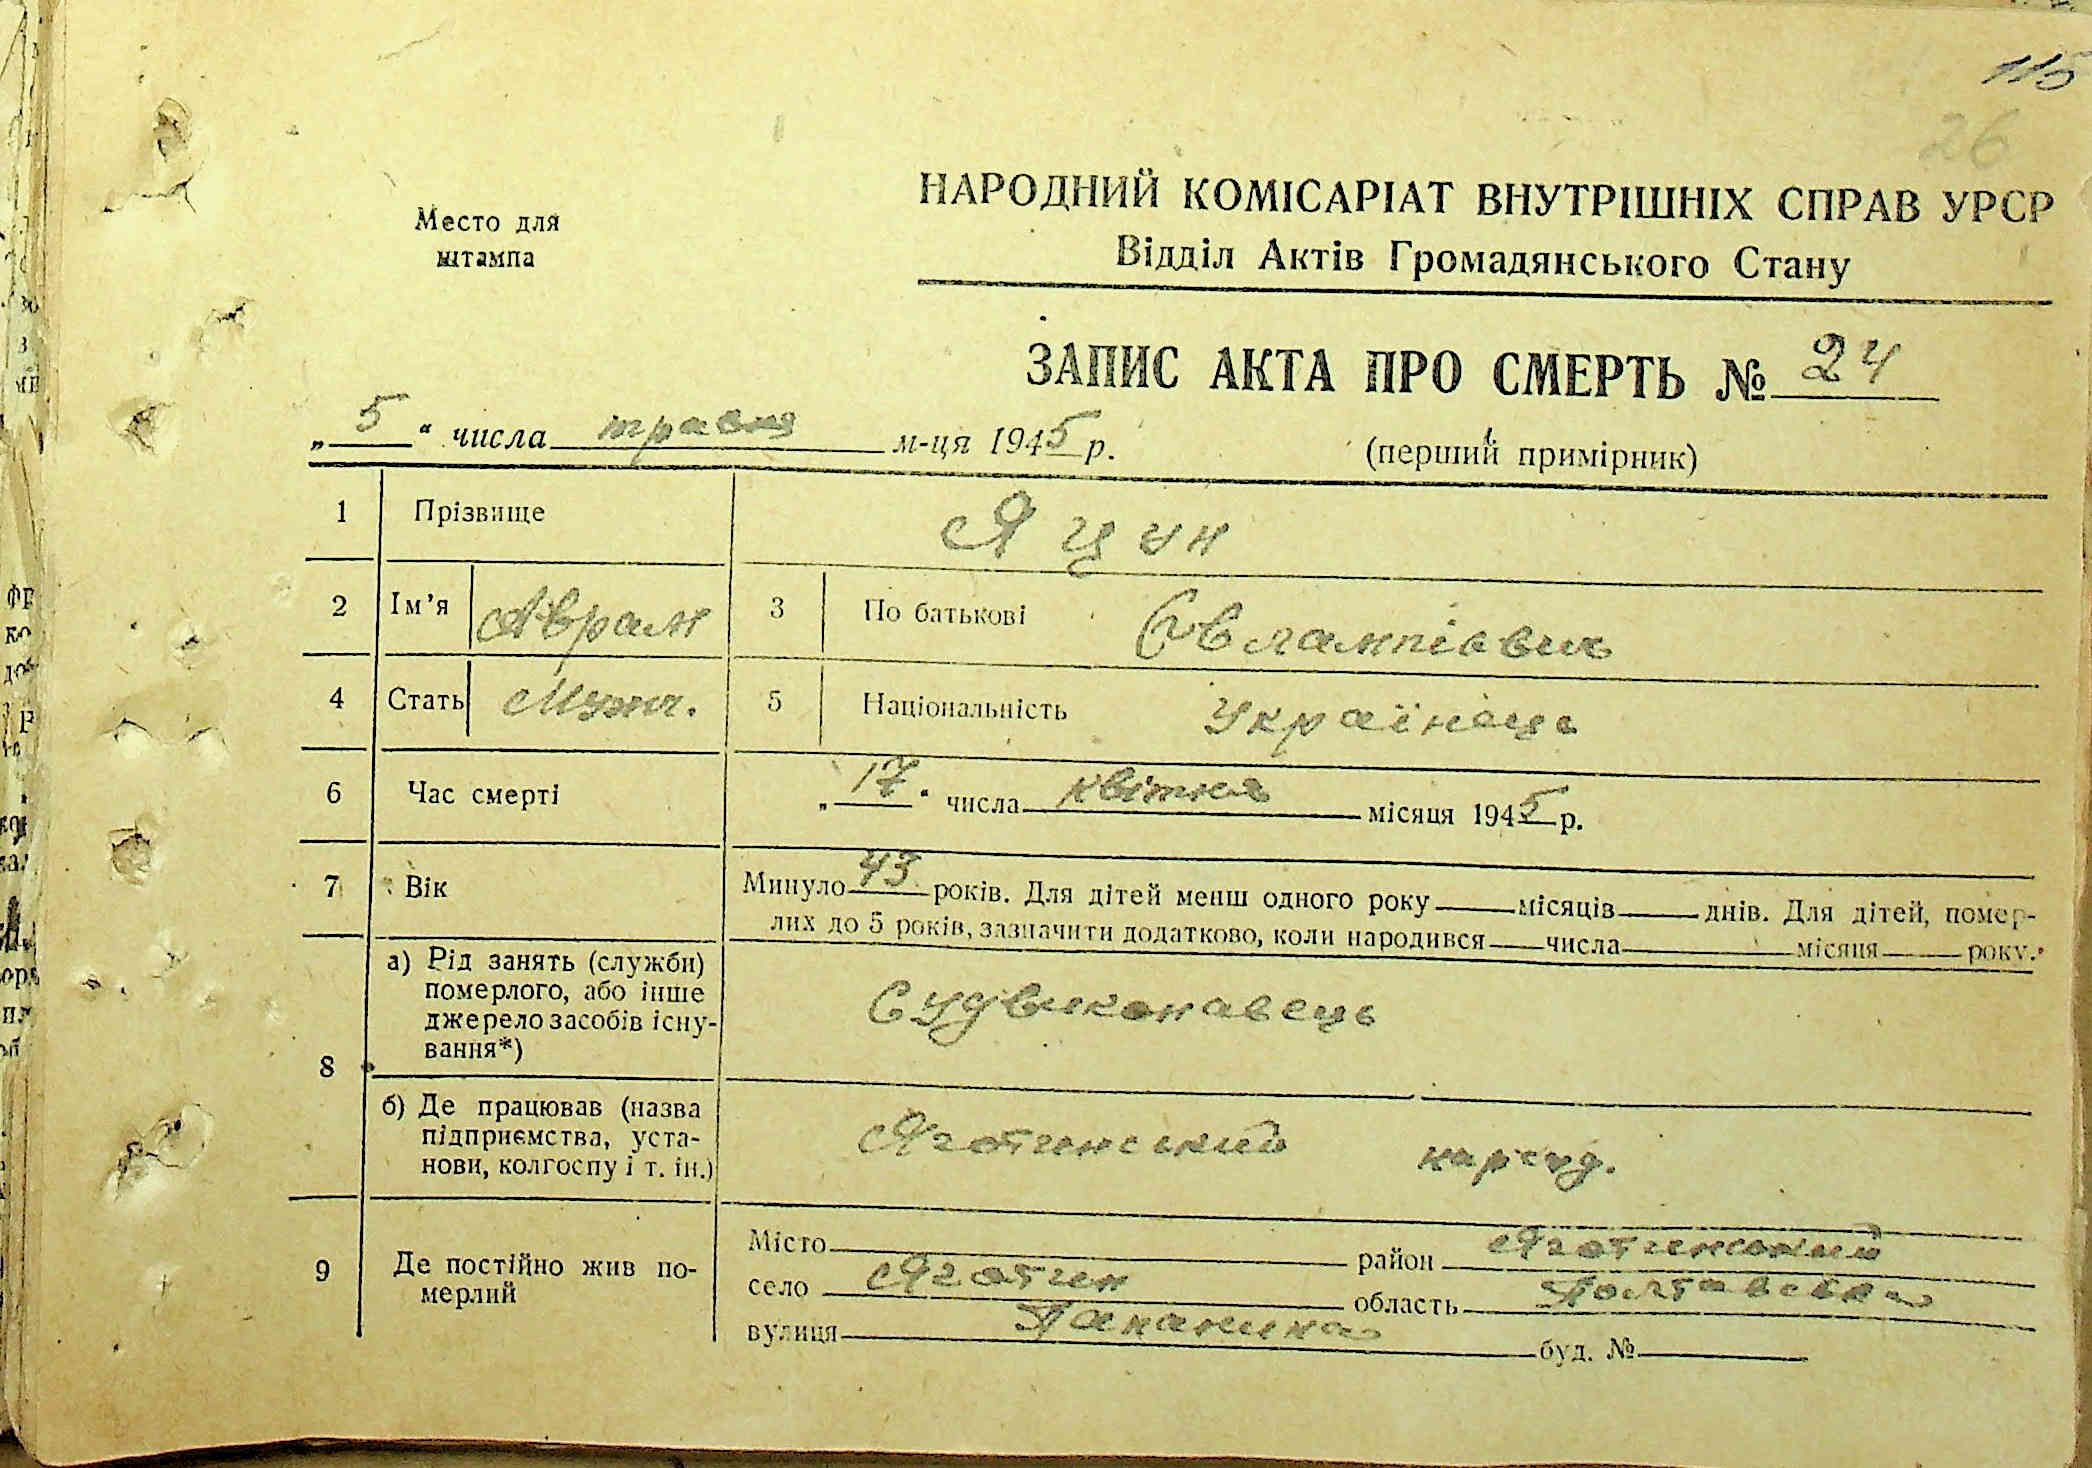 115
26
Место для
штампа
НАРОДНИЙ КОМІСАРІАТ ВНУТРІШНІХ СПРАВ УРСР
Відділ Актів Громадянського Стану
ЗАПИС АКТА ПРО СМЕРТЬ № 24
„5“ числа травня м-ця 1945 р.
(перший примірник)
1 Прізвище Яцун
2 Ім’я Аврам 3 По батькові Євлампієвич
4 Стать Мужч. 5 Національність Українець
6 Час смерті „17“ числа квітня місяця 1945 р.
7 Вік Минуло 43 років. Для дітей менш одного року місяців днів. Для дітей, помер-
лих до 5 років, зазначити додатково, коли народився числа місяця року.
8 а) Рід занять (служби)
померлого, або інше
джерело засобів існу-
вання*)
Судвиконавець
б) Де працював (назва
підприємства, уста-
нови, колгоспу і т. ін.)
Яготинський нарсуд.
9 Де постійно жив по-
мерлий
Місто район Яготинський
село Яготин область Полтавська
вулиця буд. №